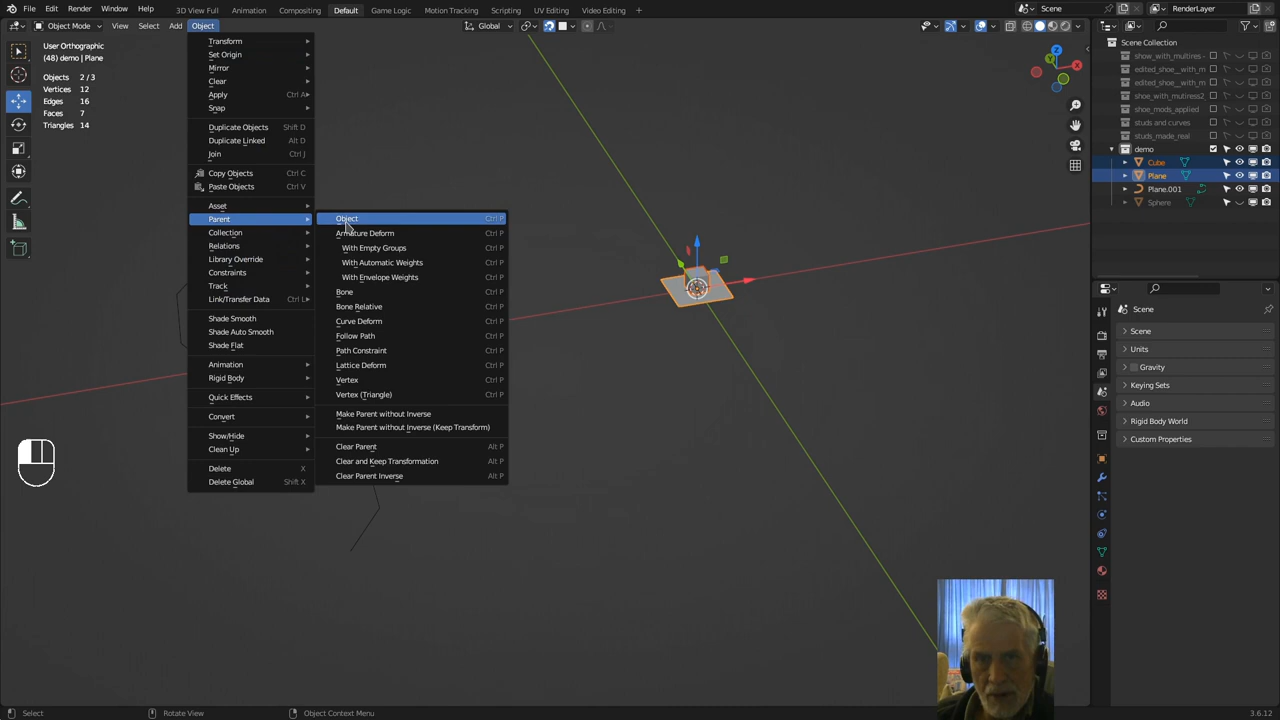 File Edit Render Window Help 3D View Full Animation Compositing Default Game Logic Motion Tracking Scripting UV Editing Video Editing + Scene RenderLayer
Object Mode View Select Add Object Global
User Orthographic
(48) demo | Plane
Objects 2 / 3
Vertices 12
Edges 16
Faces 7
Triangles 14
Transform
Set Origin
Mirror
Clear
Apply Ctrl A
Snap
Duplicate Objects Shift D
Duplicate Linked Alt D
Join Ctrl J
Copy Objects Ctrl C
Paste Objects Ctrl V
Asset
Parent
Collection
Relations
Library Override
Constraints
Track
Link/Transfer Data Ctrl L
Shade Smooth
Shade Auto Smooth
Shade Flat
Animation
Rigid Body
Quick Effects
Convert
Show/Hide
Clean Up
Delete X
Delete Global Shift X
Object Ctrl P
Armature Deform Ctrl P
With Empty Groups Ctrl P
With Automatic Weights Ctrl P
With Envelope Weights Ctrl P
Bone Ctrl P
Bone Relative Ctrl P
Curve Deform Ctrl P
Follow Path Ctrl P
Path Constraint Ctrl P
Lattice Deform Ctrl P
Vertex Ctrl P
Vertex (Triangle) Ctrl P
Make Parent without Inverse
Make Parent without Inverse (Keep Transform)
Clear Parent Alt P
Clear and Keep Transformation Alt P
Clear Parent Inverse Alt P
Z
Y
X
Scene Collection
show_with_multires
edited_shoe__with_m
edited_shoe__with_m
shoe_with_mutiress2
shoe_mods_applied
studs and curves
studs_made_real
demo
Cube
Plane
Plane.001
Sphere
Scene
Scene
Units
Gravity
Keying Sets
Audio
Rigid Body World
Custom Properties
Select Rotate View Object Context Menu 3.6.12